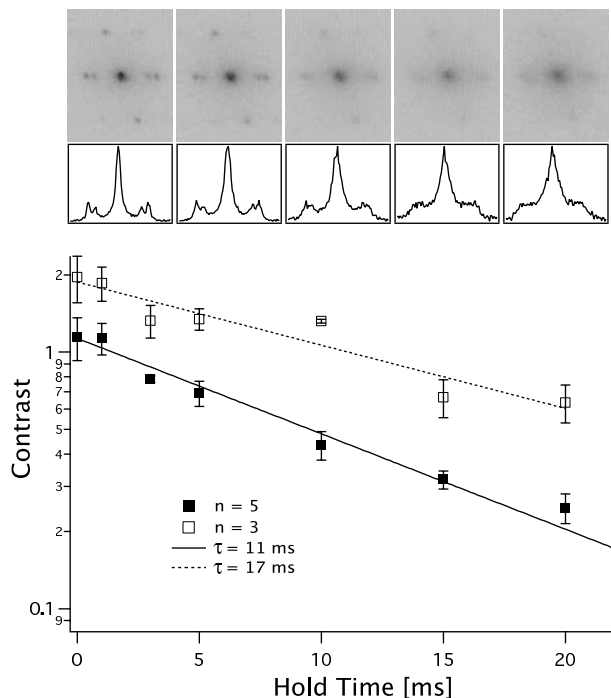 2
1
9
8
7
6
5
4
3
2
0.1
9
Contrast
n = 5
n = 3
τ = 11 ms
τ = 17 ms
0
5
10
15
20
Hold Time [ms]